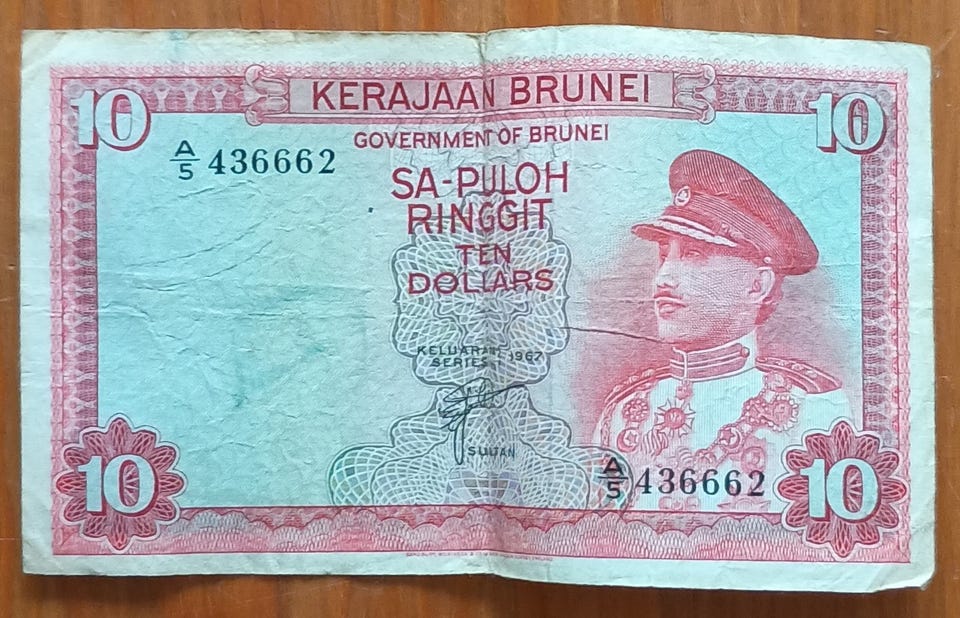 KERAJAAN BRUNEI
10
10
GOVERNMENT OF BRUNEI
A/5 436662
SA-PULOH
RINGGIT
TEN
DOLLARS
KELUARAN
SERIES 1967
SULTAN
A/5 436662
10
10